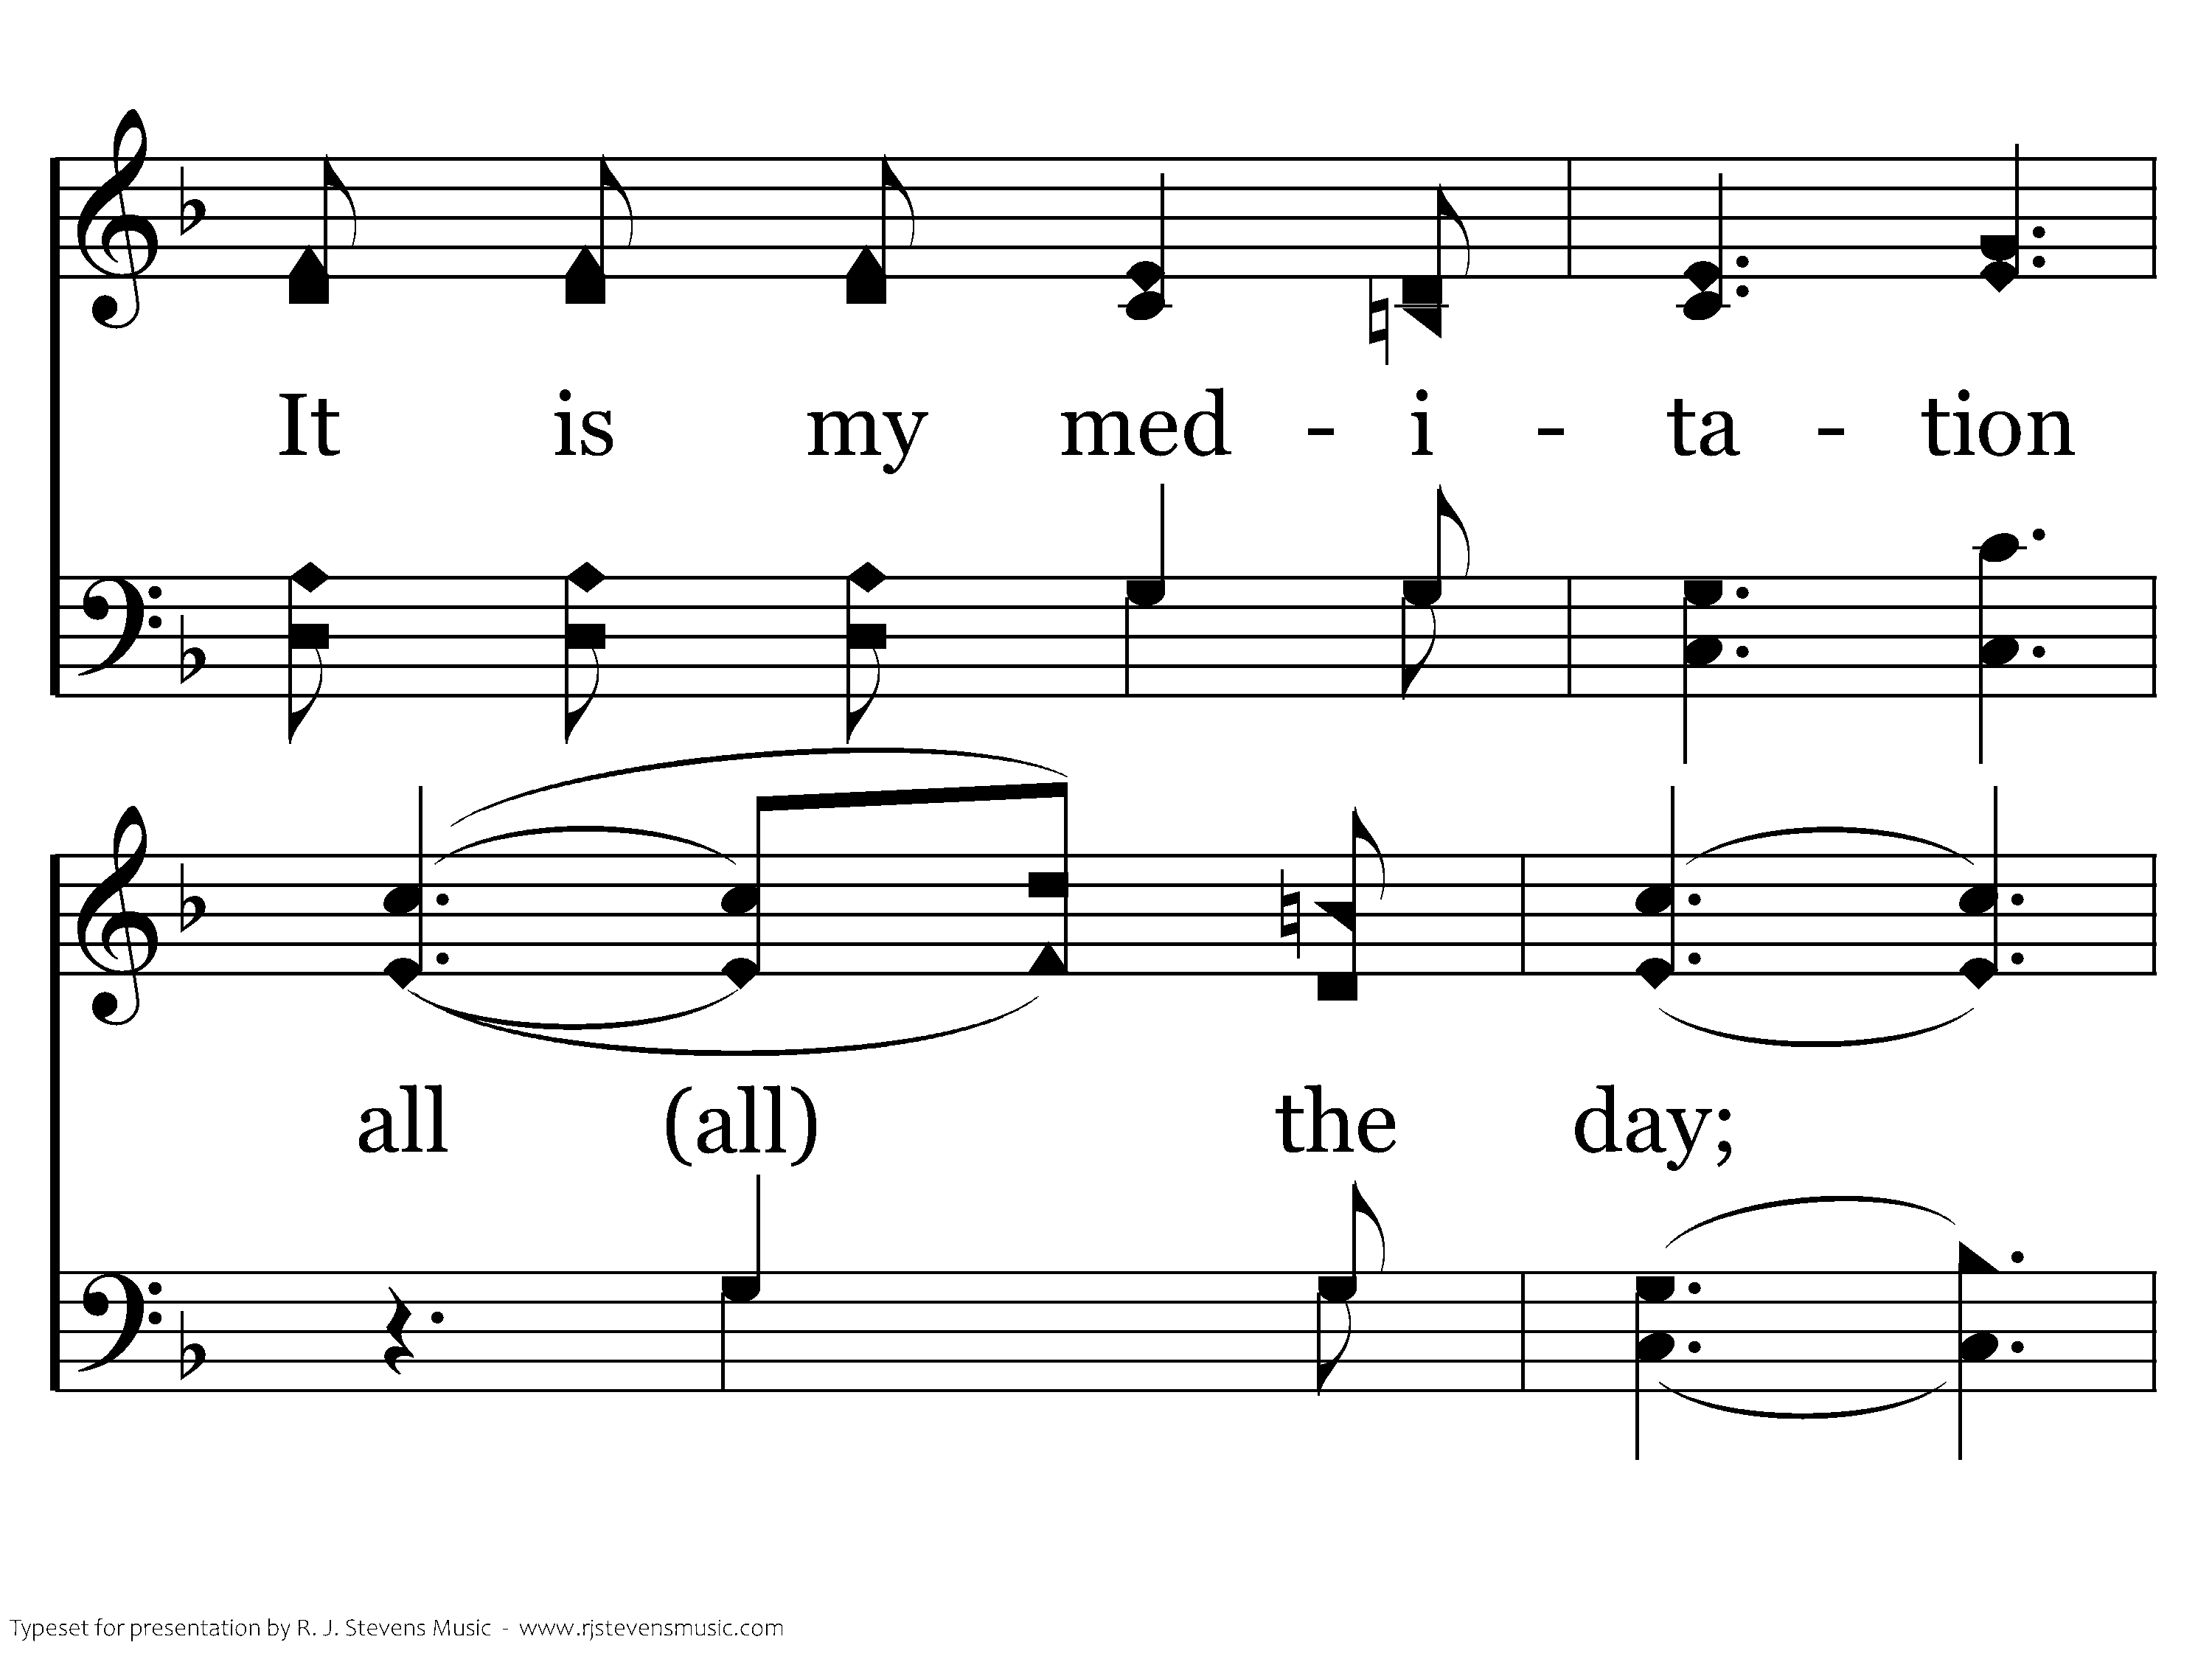 It is my med - i - ta - tion
all (all) the day;
Typeset for presentation by R. J. Stevens Music - www.rjstevensmusic.com